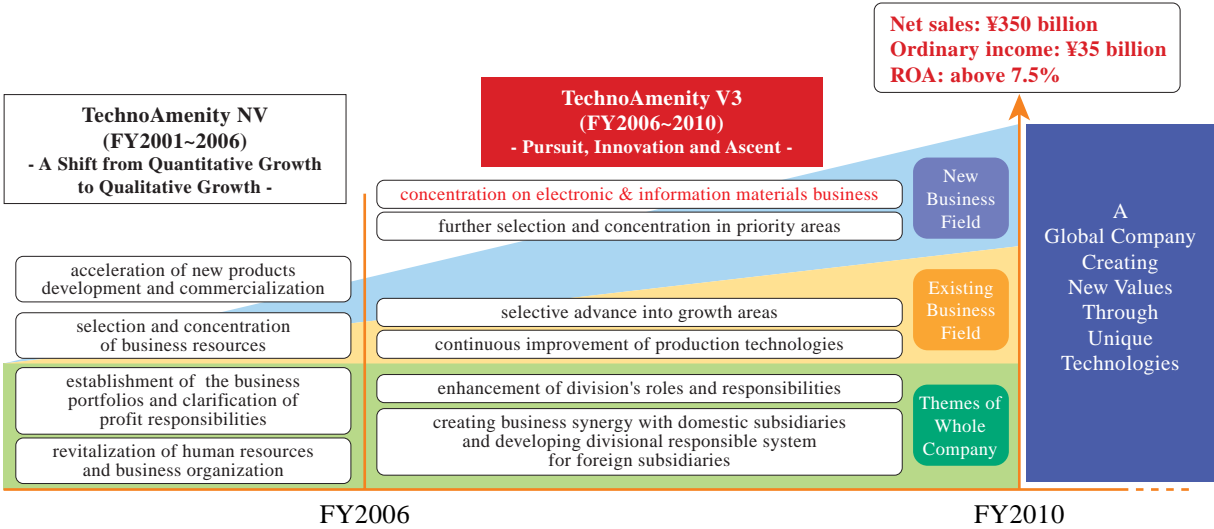 Net sales: ¥350 billion
Ordinary income: ¥35 billion
ROA: above 7.5%
TechnoAmenity NV
(FY2001~2006)
- A Shift from Quantitative Growth
to Qualitative Growth -
TechnoAmenity V3
(FY2006~2010)
- Pursuit, Innovation and Ascent -
concentration on electronic & information materials business
further selection and concentration in priority areas
New
Business
Field
acceleration of new products
development and commercialization
selection and concentration
of business resources
selective advance into growth areas
continuous improvement of production technologies
Existing
Business
Field
establishment of the business
portfolios and clarification of
profit responsibilities
revitalization of human resources
and business organization
enhancement of division's roles and responsibilities
creating business synergy with domestic subsidiaries
and developing divisional responsible system
for foreign subsidiaries
Themes of
Whole
Company
A
Global Company
Creating
New Values
Through
Unique
Technologies
FY2006
FY2010